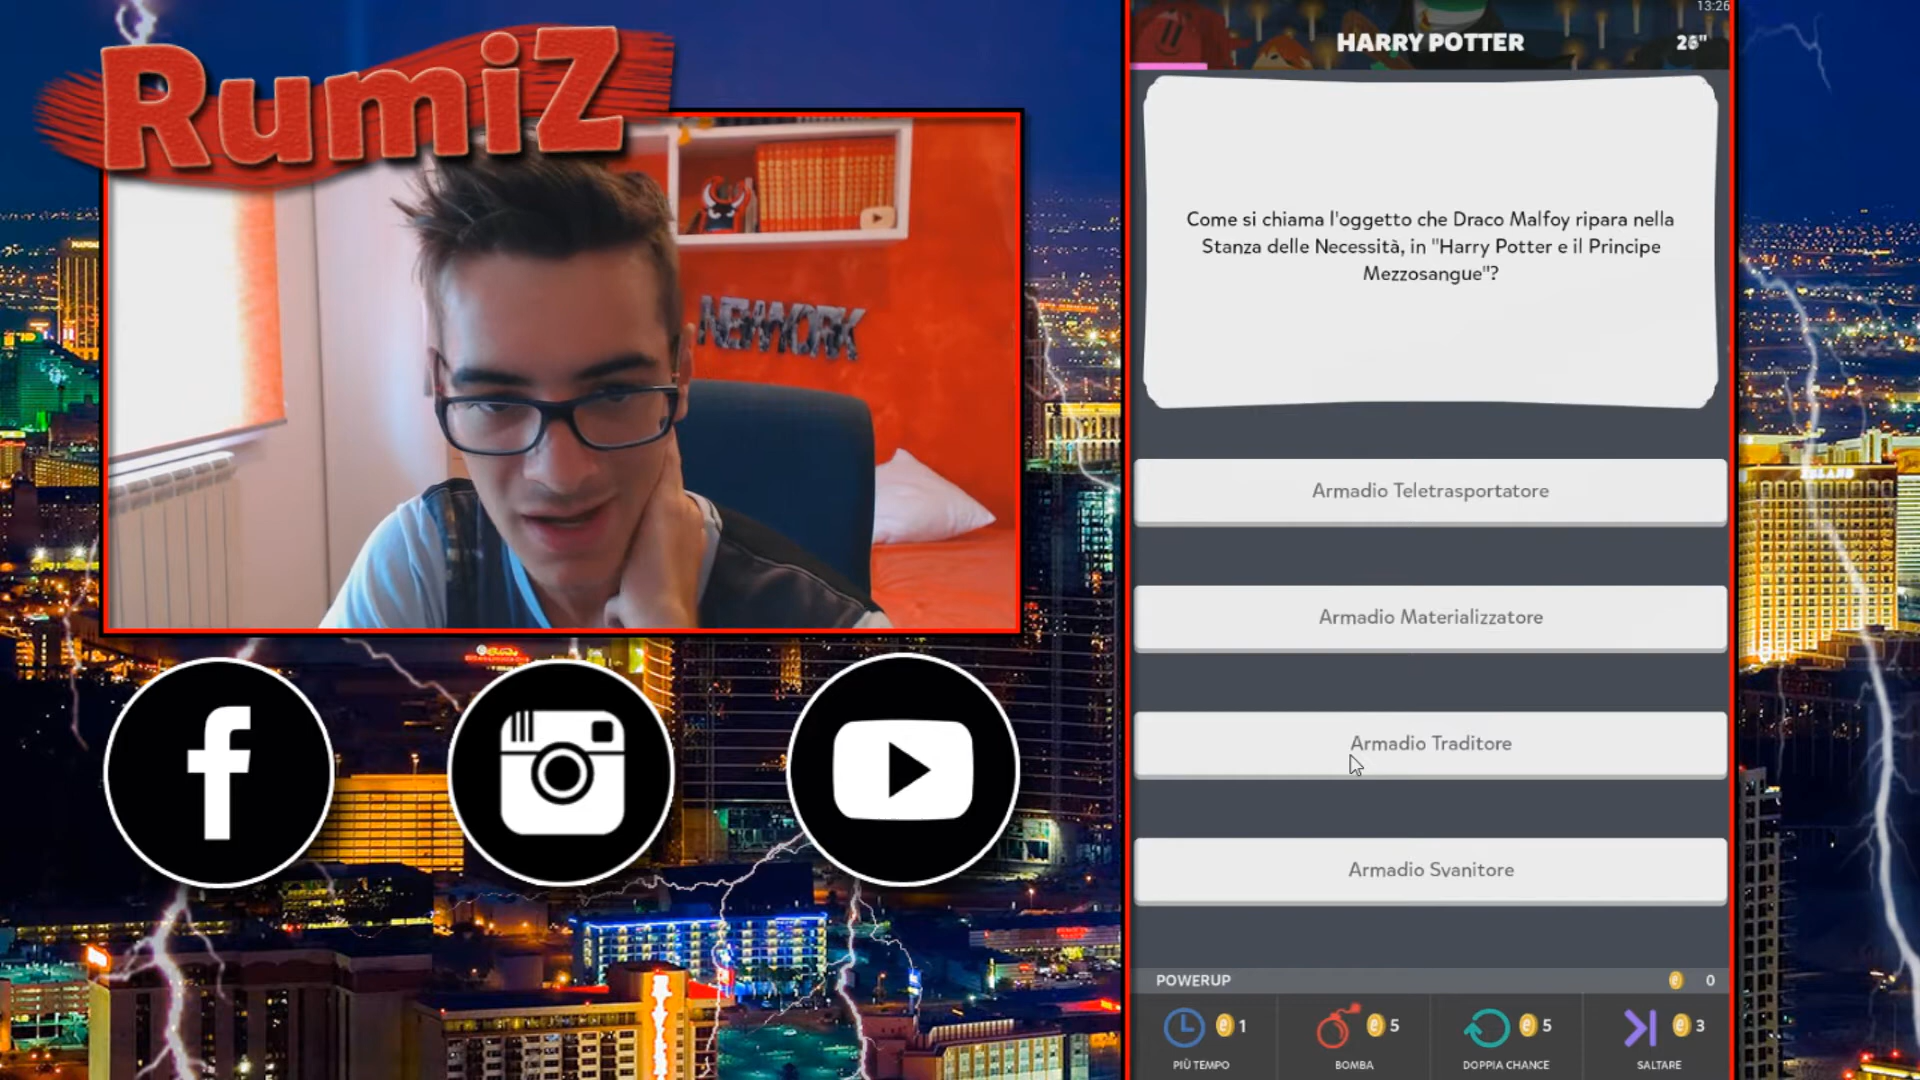 RumiZ
NEWYORK
13:26
HARRY POTTER
26"
Come si chiama l'oggetto che Draco Malfoy ripara nella
Stanza delle Necessità, in "Harry Potter e il Principe
Mezzosangue"?
Armadio Teletrasportatore
Armadio Materializzatore
Armadio Traditore
Armadio Svanitore
POWERUP
0
1
5
5
3
PIÙ TEMPO
BOMBA
DOPPIA CHANCE
SALTARE